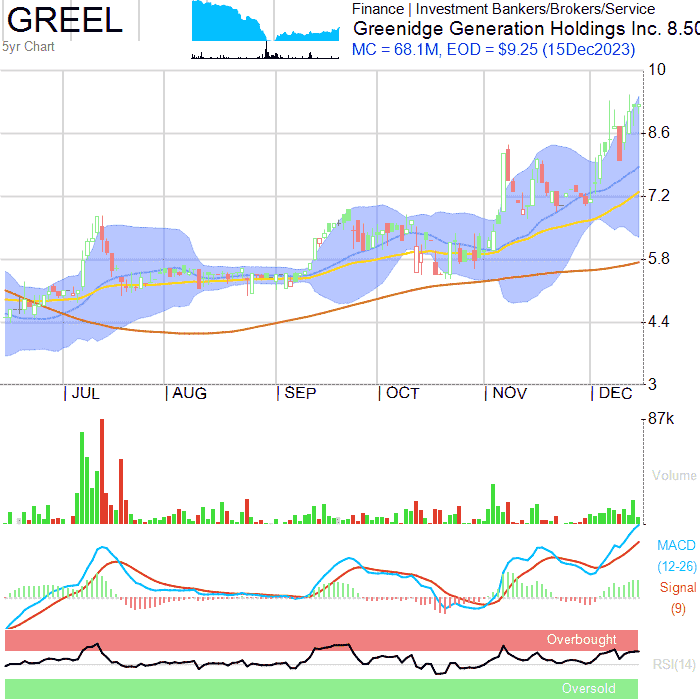 GREEL
5yr Chart
Finance | Investment Bankers/Brokers/Service
Greenidge Generation Holdings Inc. 8.50
MC = 68.1M, EOD = $9.25 (15Dec2023)
10
8.6
7.2
5.8
4.4
3
JUL AUG SEP OCT NOV DEC
87k
Volume
MACD
(12-26)
Signal
(9)
Overbought
RSI(14)
Oversold